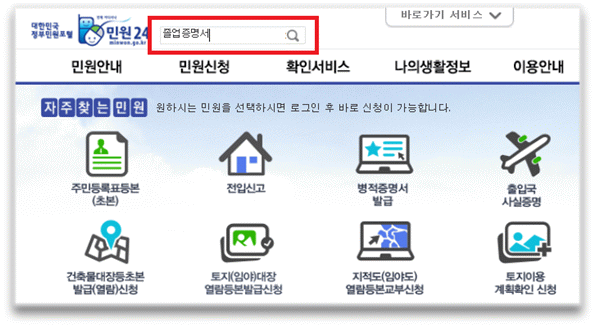 대한민국
정부민원포털
민원24
minwon.go.kr
졸업증명서
바로가기 서비스
민원안내 민원신청 확인서비스 나의생활정보 이용안내
자주찾는민원 원하시는 민원을 선택하시면 로그인 후 바로 신청이 가능합니다.
주민등록표등본
(초본)
전입신고
병적증명서
발급
출입국
사실증명
건축물대장등초본
발급(열람)신청
토지(임야)대장
열람등본발급신청
지적도(임야도)
열람등본교부신청
토지이용
계획확인 신청